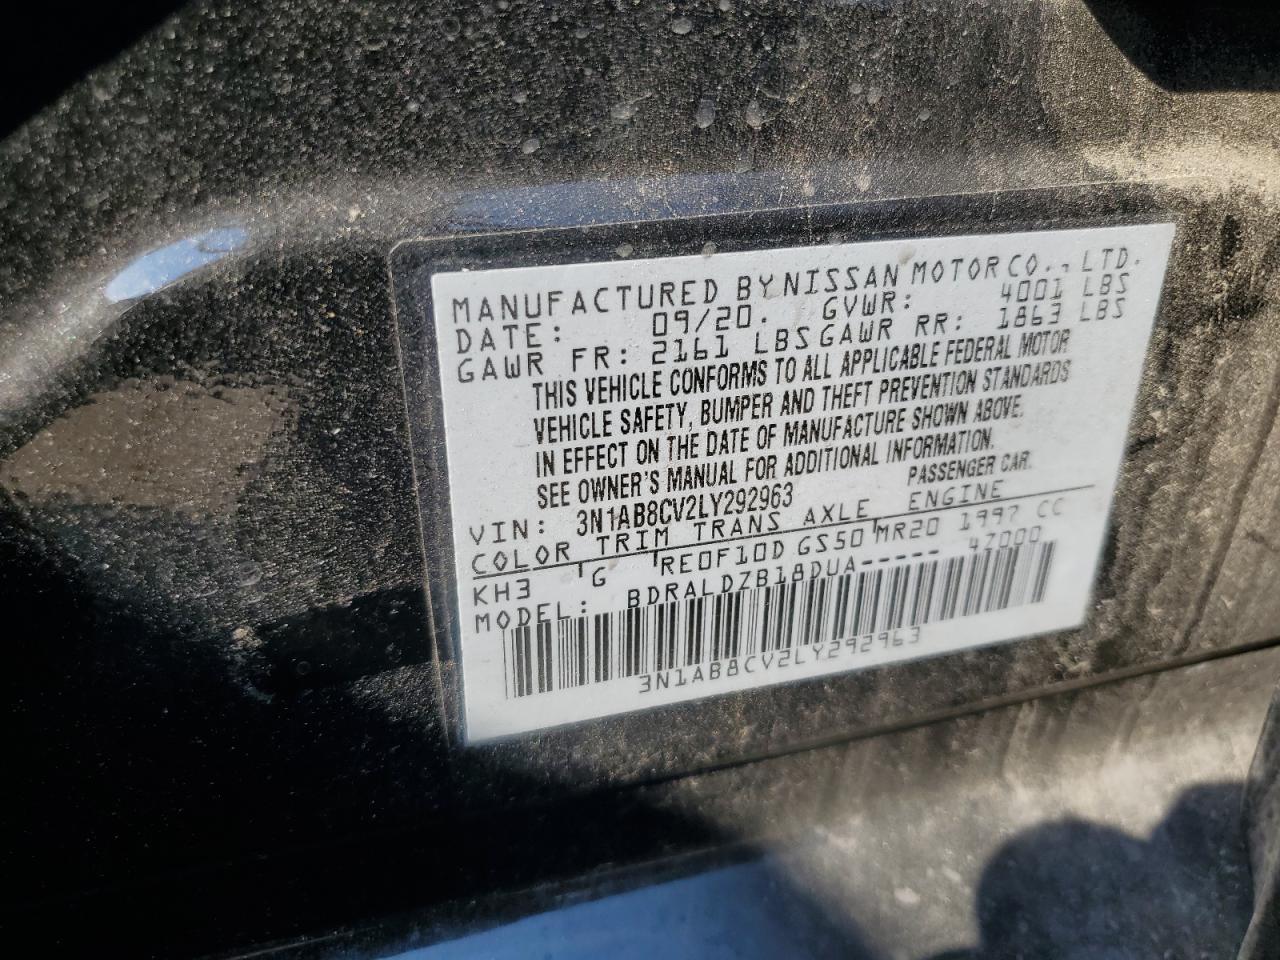 MANUFACTURED BY NISSAN MOTOR CO., LTD.
DATE: 09/20. GVWR: 4001 LBS
GAWR FR: 2161 LBS GAWR RR: 1863 LBS
THIS VEHICLE CONFORMS TO ALL APPLICABLE FEDERAL MOTOR
VEHICLE SAFETY, BUMPER AND THEFT PREVENTION STANDARDS
IN EFFECT ON THE DATE OF MANUFACTURE SHOWN ABOVE.
SEE OWNER'S MANUAL FOR ADDITIONAL INFORMATION.
VIN: 3N1AB8CV2LY292963 PASSENGER CAR.
COLOR TRIM TRANS AXLE ENGINE
KH3 G RE0F10D GS50 MR20 1997 CC
MODEL: BDRALDZB18DUA---- 47000
3N1AB8CV2LY292963